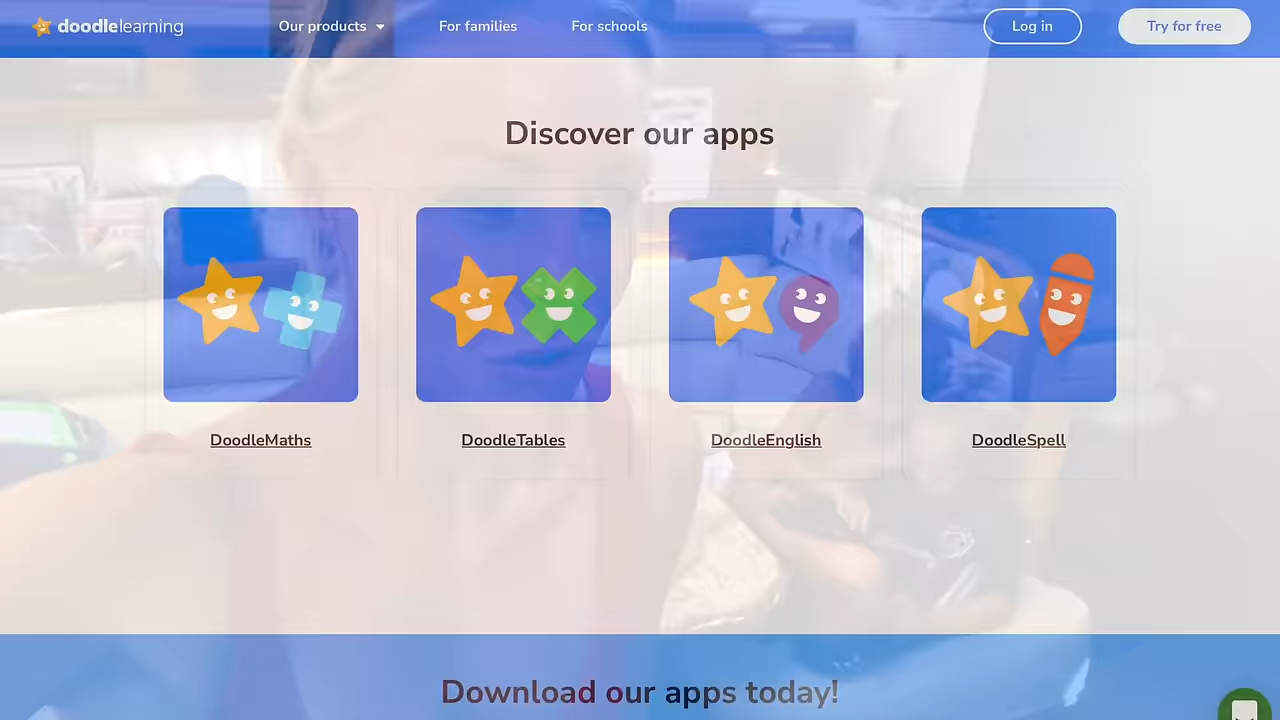 doodlelearning
Our products
For families
For schools
Log in
Try for free
Discover our apps
DoodleMaths
DoodleTables
DoodleEnglish
DoodleSpell
Download our apps today!